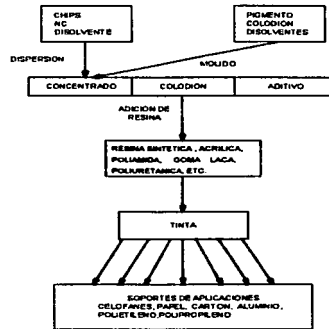 CHIPS
NC
DISOLVENTE
PIGMENTO
COLODION
DISOLVENTES
DISPERSION
MOLIDO
CONCENTRADO COLODIÓN ADITIVO
ADICION DE
RESINA
RESINA SINTETICA, ACRILICA,
POLIAMIDA, GOMA LACA,
POLIURETANICA, ETC.
TINTA
SOPORTES DE APLICACIONES
CELOFANES, PAPEL, CARTON, ALUMINIO,
POLIETILENO, POLIPROPILENO